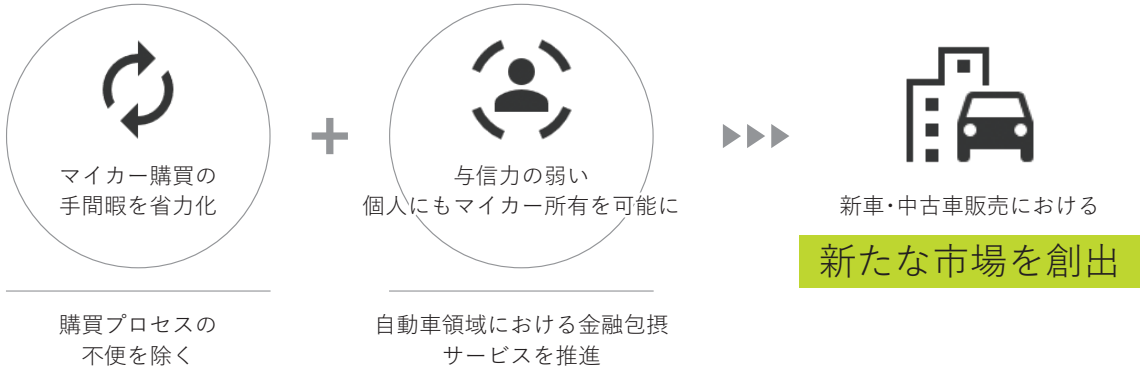 マイカー購買の
手間暇を省力化
購買プロセスの
不便を除く
与信力の弱い
個人にもマイカー所有を可能に
自動車領域における金融包摂
サービスを推進
新車・中古車販売における
新たな市場を創出